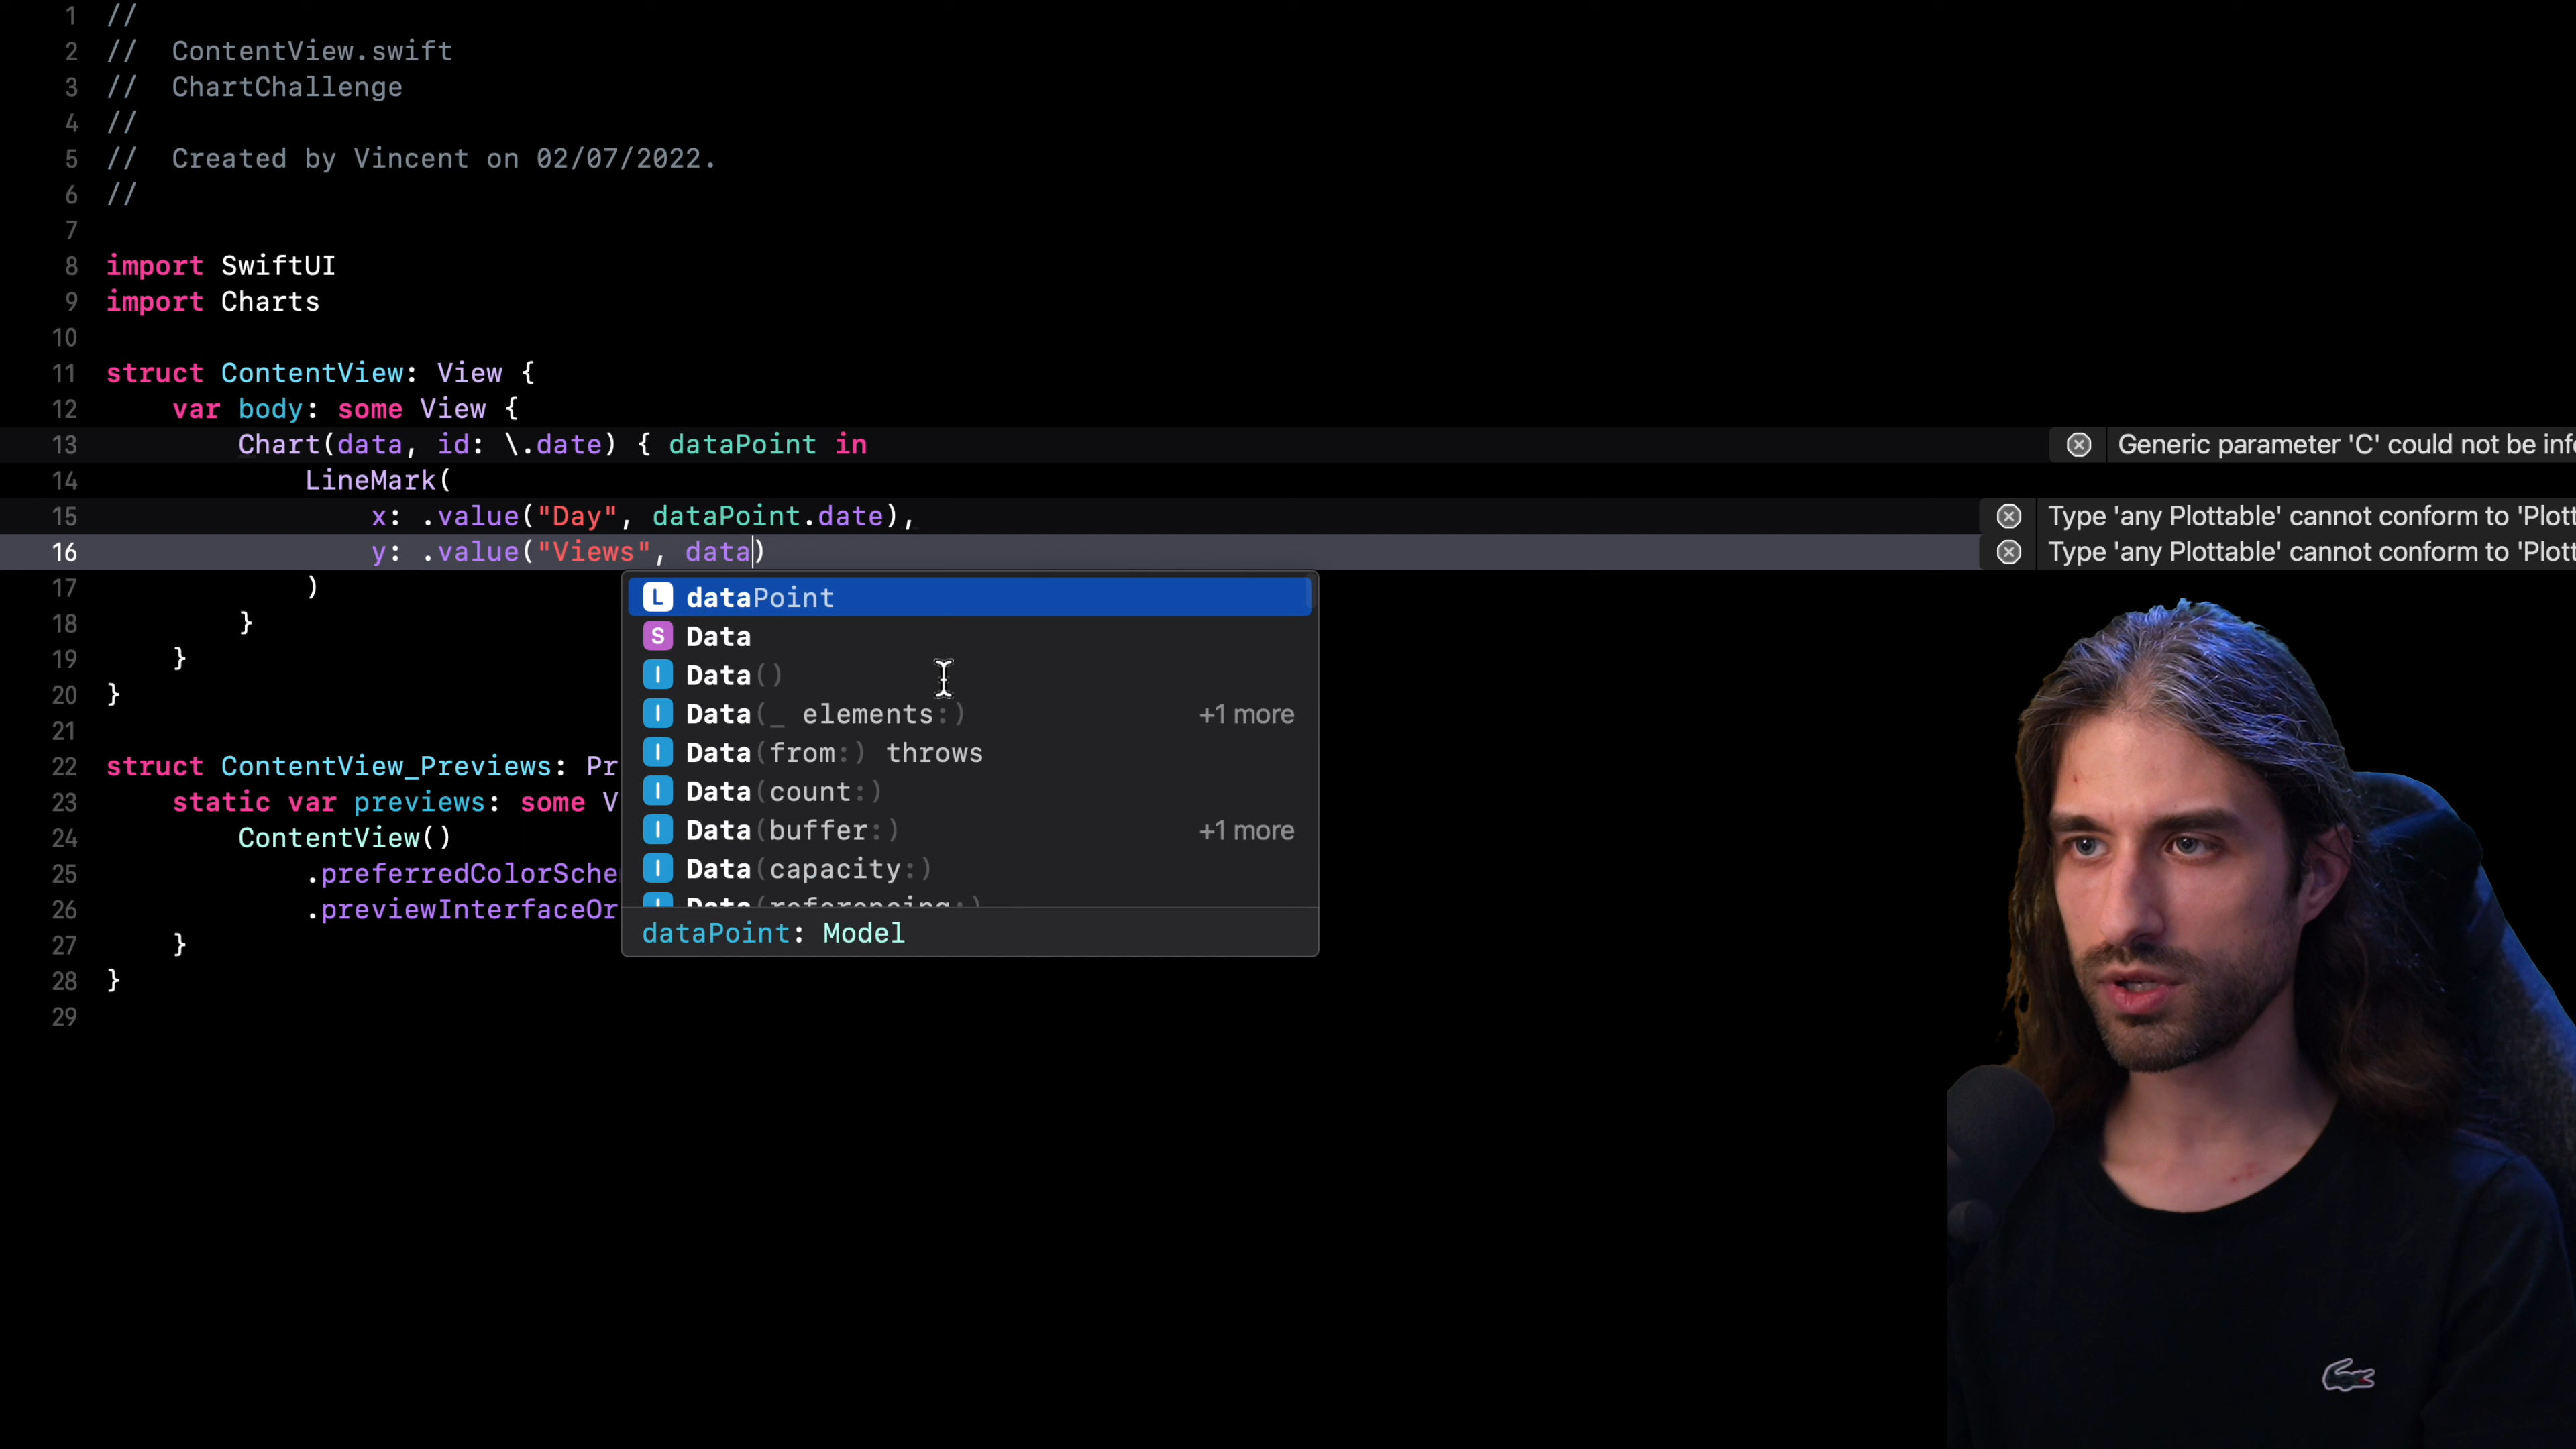 1 //
2 // ContentView.swift
3 // ChartChallenge
4 //
5 // Created by Vincent on 02/07/2022.
6 //
7
8 import SwiftUI
9 import Charts
10
11 struct ContentView: View {
12 var body: some View {
13 Chart(data, id: \.date) { dataPoint in
Generic parameter 'C' could not be inf
14 LineMark(
15 x: .value("Day", dataPoint.date),
Type 'any Plottable' cannot conform to 'Plott
16 y: .value("Views", data)
Type 'any Plottable' cannot conform to 'Plott
17 )
18 }
19 }
20 }
21
22 struct ContentView_Previews: Pr
23 static var previews: some V
24 ContentView()
25 .preferredColorSche
26 .previewInterfaceOr
27 }
28 }
29
L dataPoint
S Data
I Data()
I Data(_ elements:) +1 more
I Data(from:) throws
I Data(count:)
I Data(buffer:) +1 more
I Data(capacity:)
I Data(referencing:)
dataPoint: Model